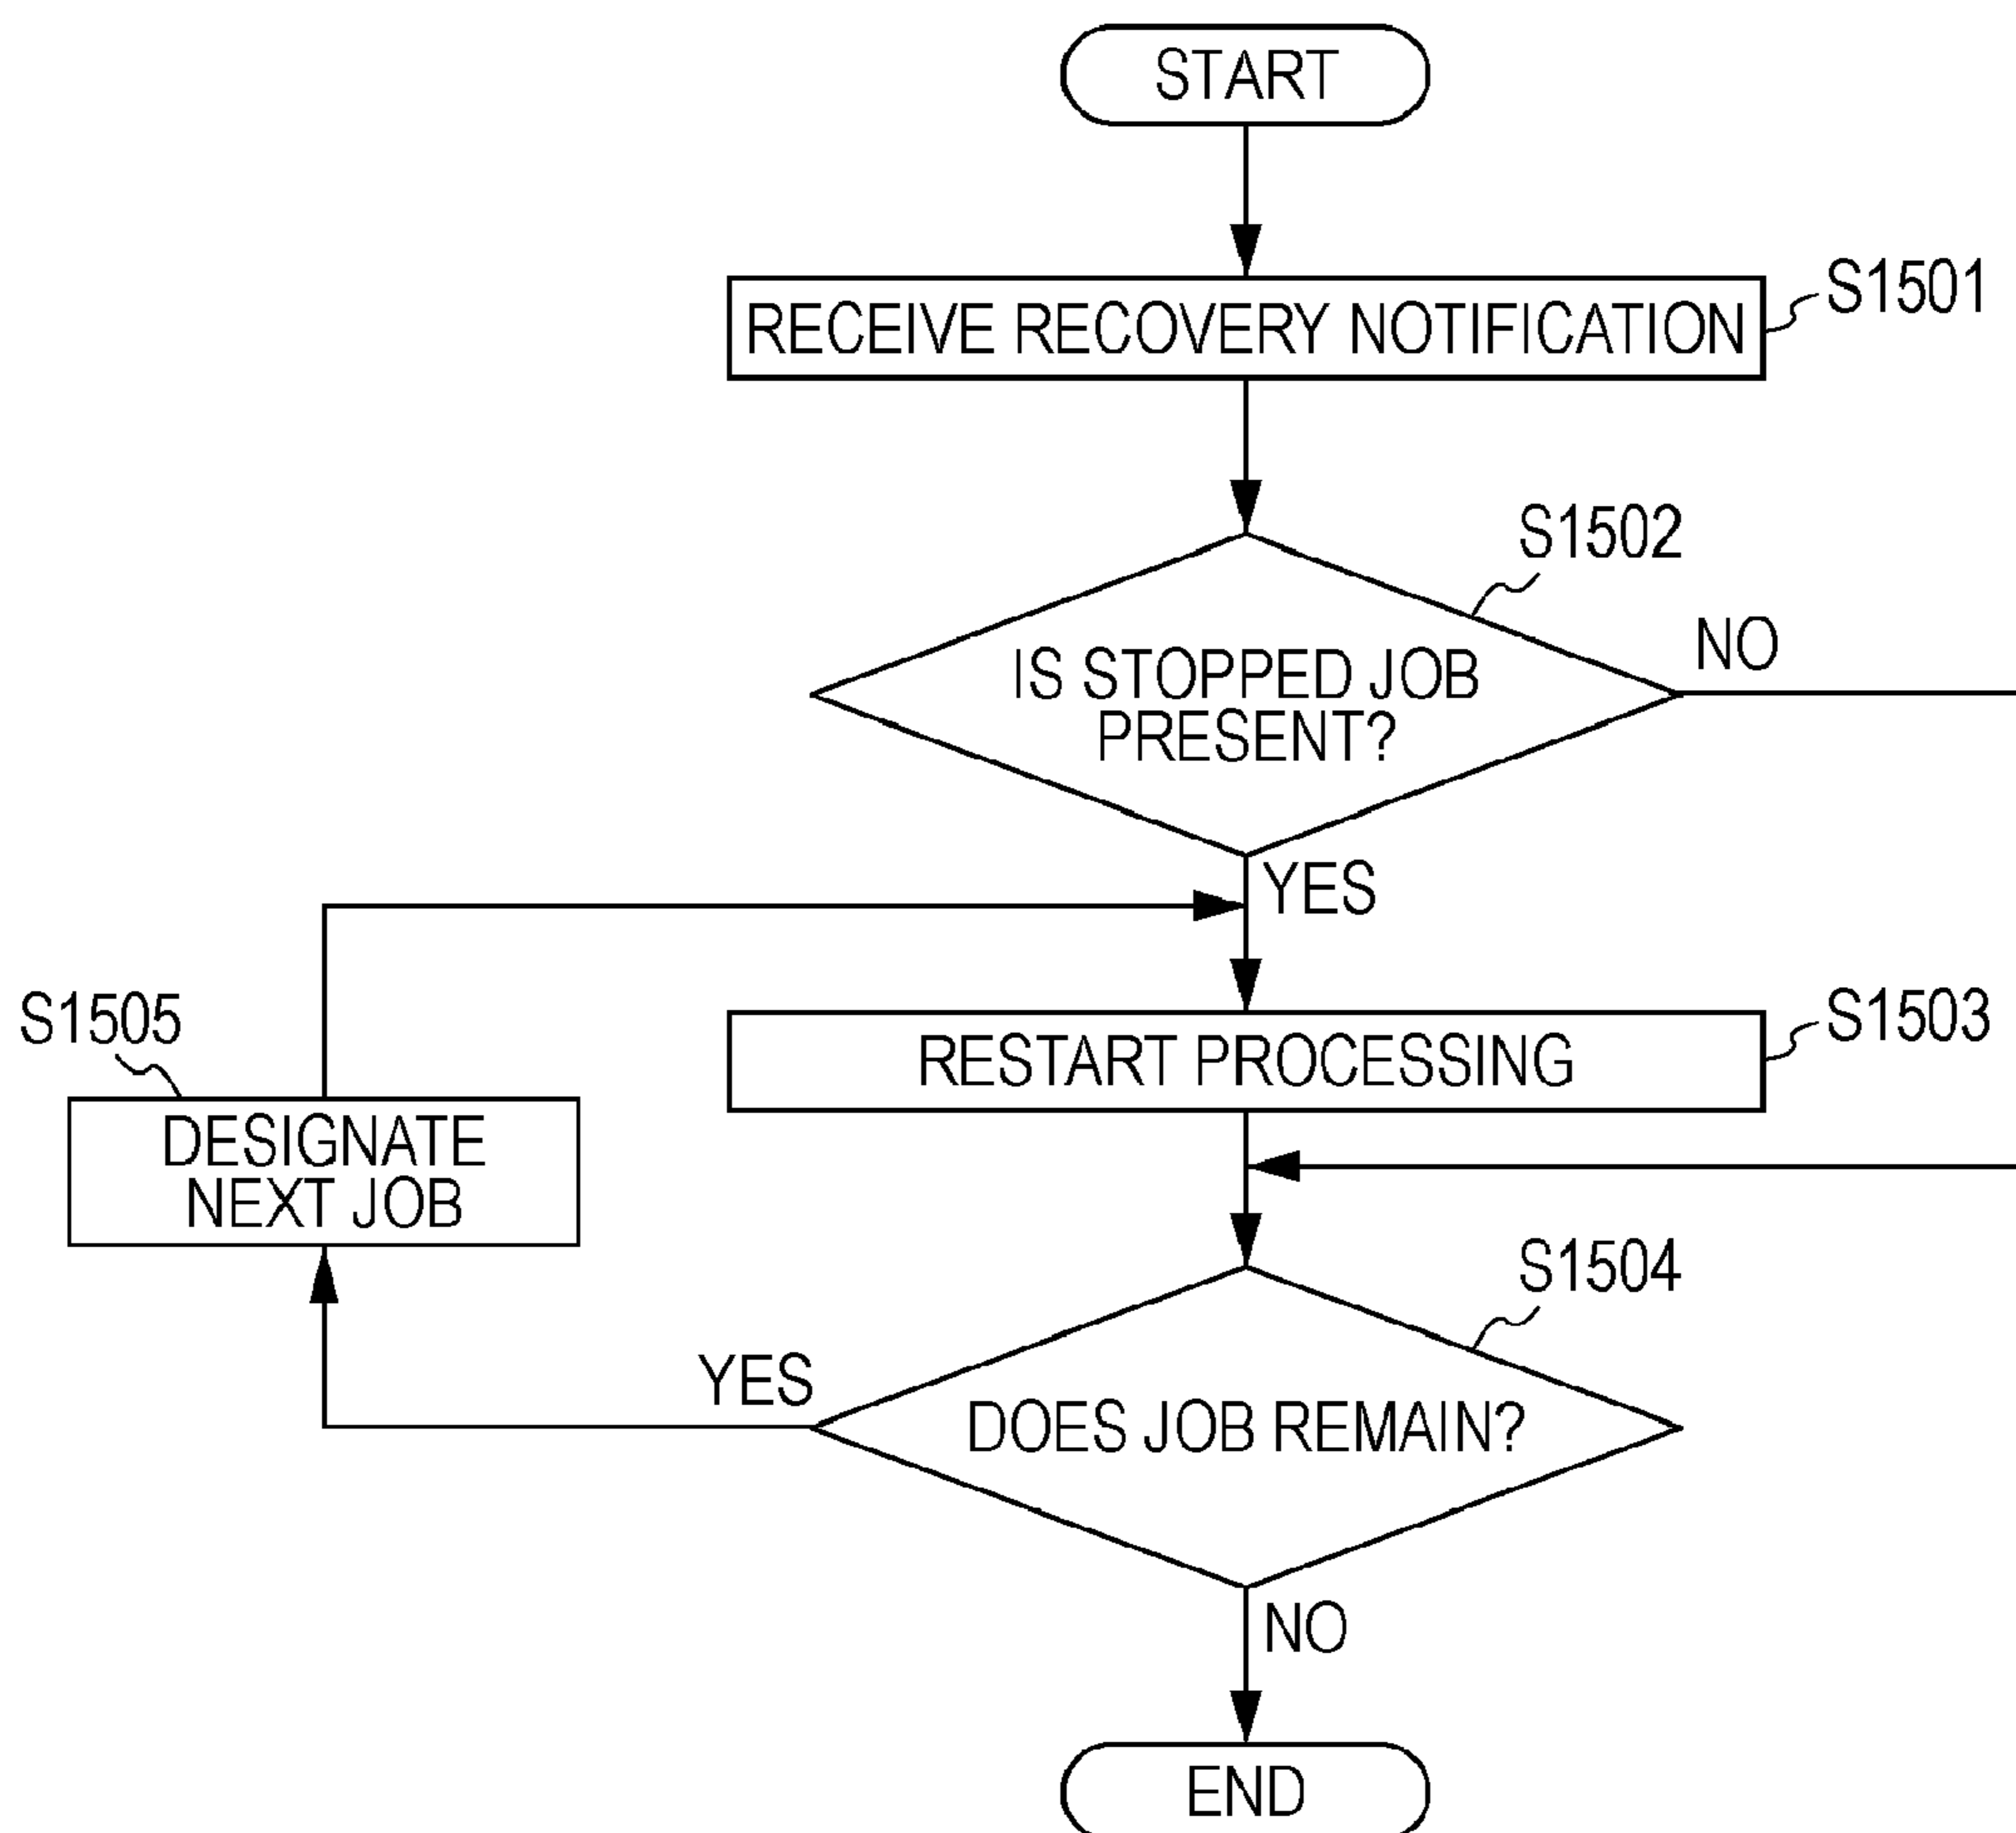 START
RECEIVE RECOVERY NOTIFICATION
S1501
S1502
IS STOPPED JOB
PRESENT?
NO
YES
S1505
DESIGNATE
NEXT JOB
RESTART PROCESSING
S1503
S1504
YES
DOES JOB REMAIN?
NO
END